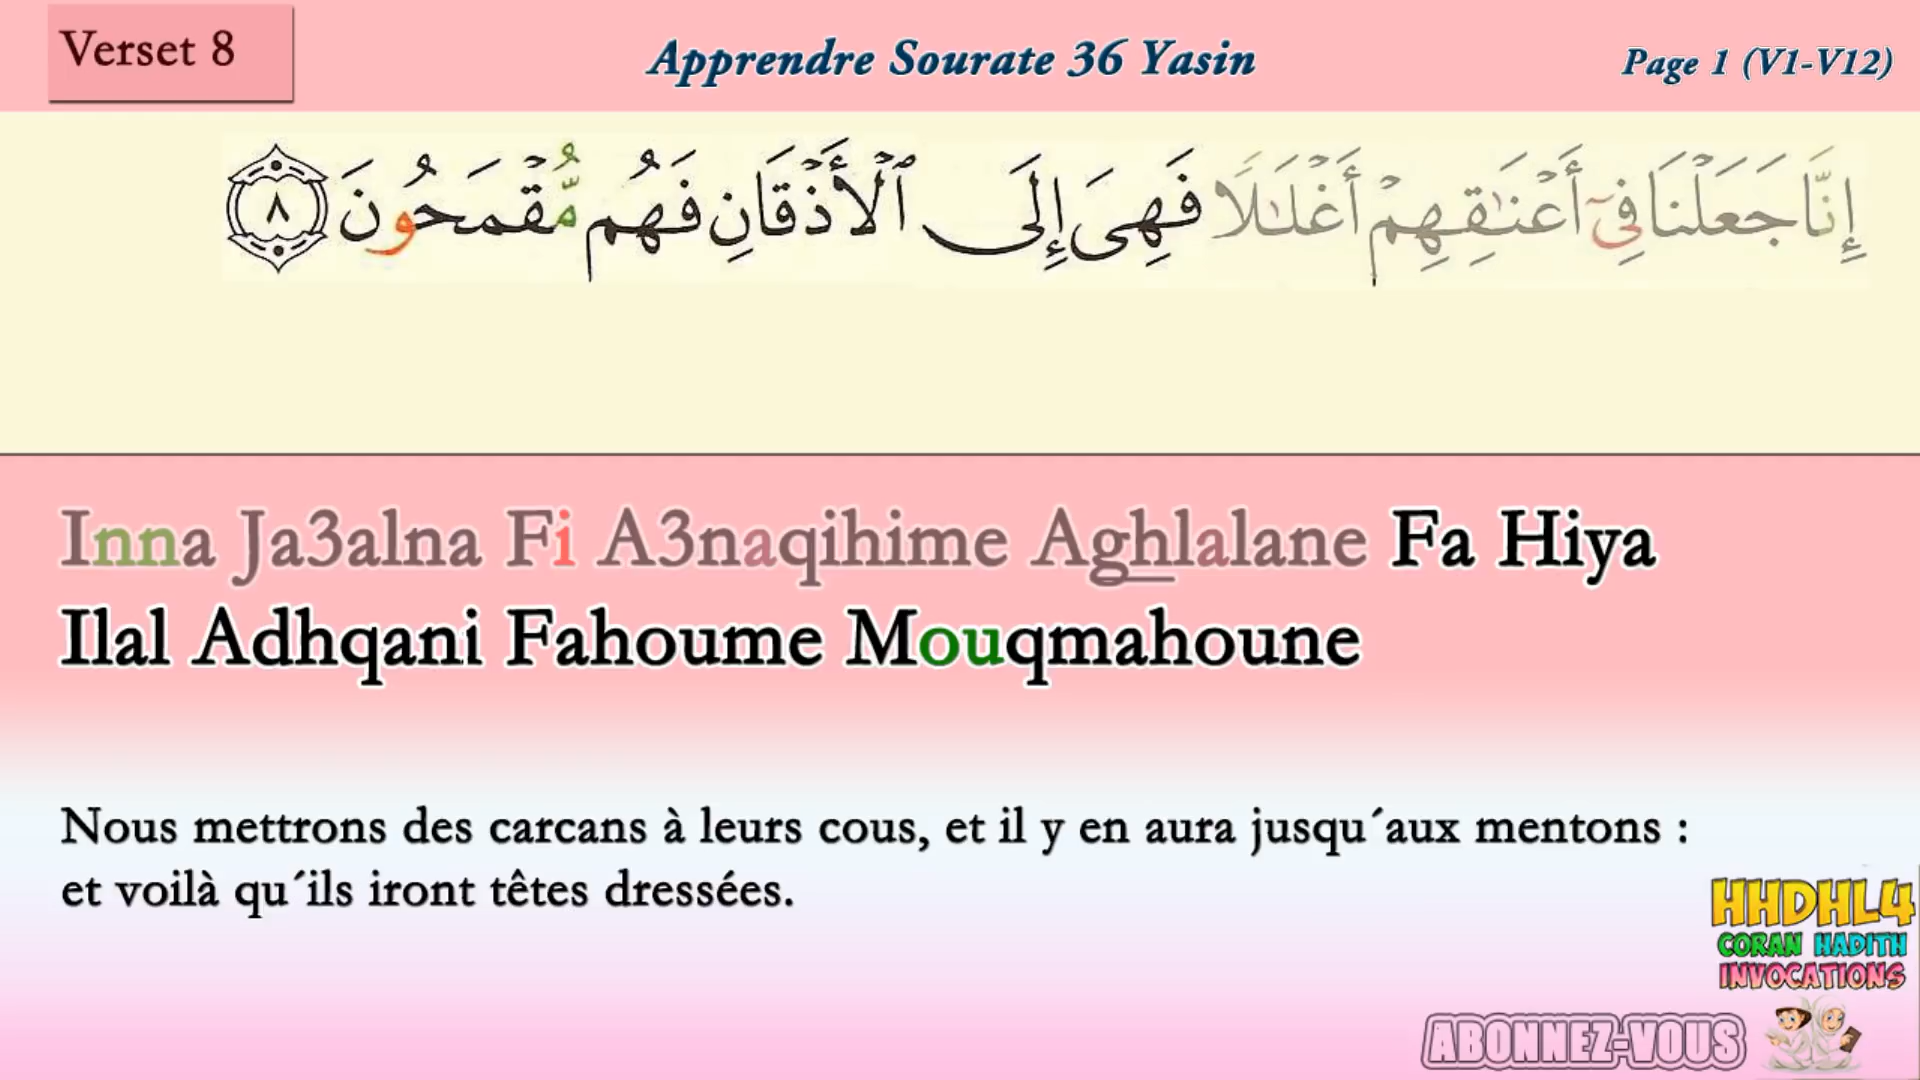 Verset 8
Apprendre Sourate 36 Yasin
Page 1 (V1-V12)
إِنَّا جَعَلْنَا فِىٓ أَعْنَـٰقِهِمْ أَغْلَـٰلًا فَهِىَ إِلَى ٱلْأَذْقَانِ فَهُم مُّقْمَحُونَ ٨
Inna Ja3alna Fi A3naqihime Aghlalane Fa Hiya
Ilal Adhqani Fahoume Mouqmahoune
Nous mettrons des carcans à leurs cous, et il y en aura jusqu´aux mentons :
et voilà qu´ils iront têtes dressées.
HHDHL4
CORAN HADITH
INVOCATIONS
ABONNEZ-VOUS